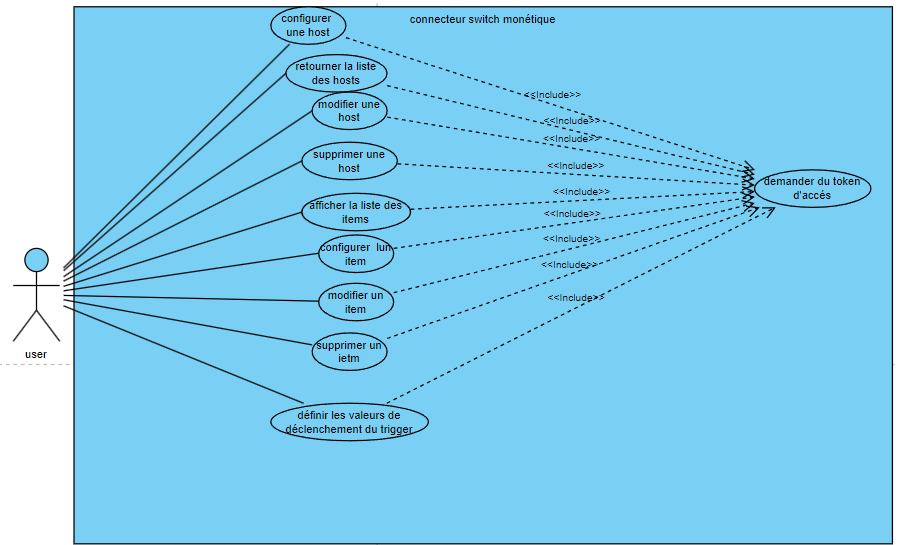 connecteur switch monétique
configurer
une host
retourner la liste
des hosts
modifier une
host
supprimer une
host
afficher la liste des
items
configurer lun
item
modifier un
item
supprimer un
ietm
définir les valeurs de
déclenchement du trigger
<<Include>>
<<Include>>
<<Include>>
<<Include>>
<<Include>>
<<Include>>
<<Include>>
<<Include>>
<<Include>>
demander du token
d'accés
user